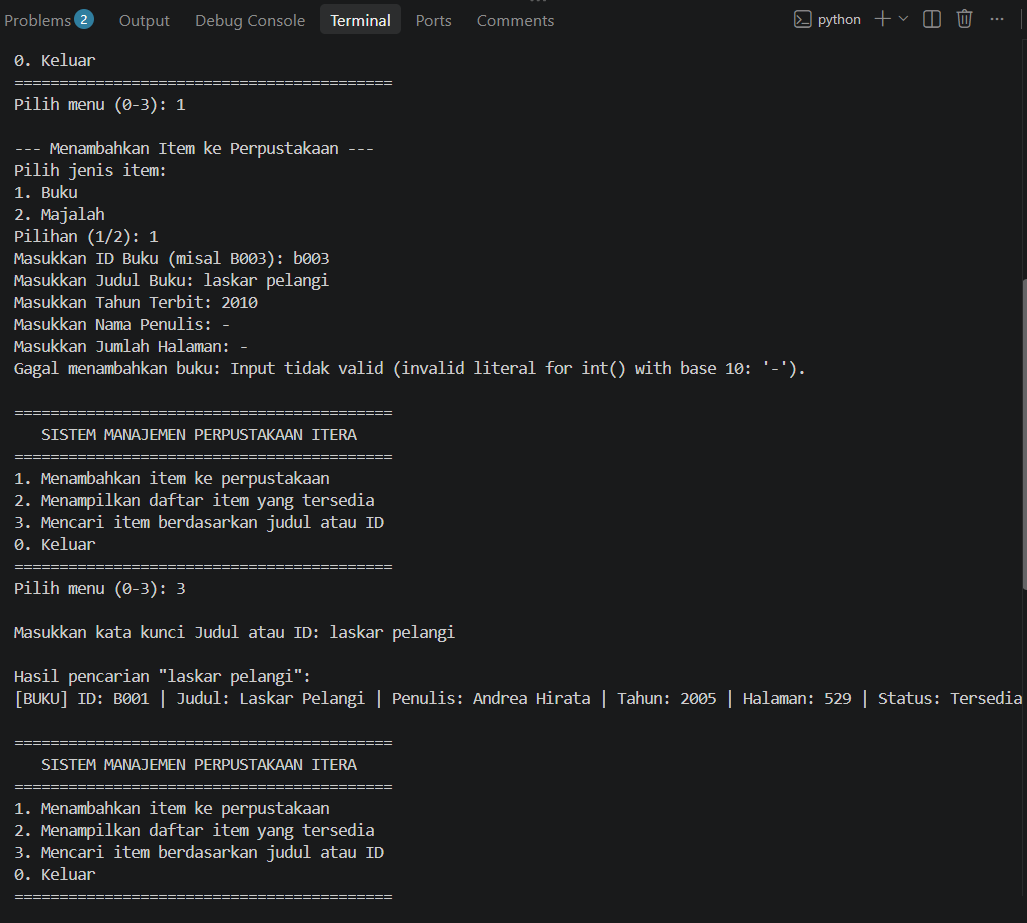 Problems 2 Output Debug Console Terminal Ports Comments python
0. Keluar
==========================================
Pilih menu (0-3): 1
--- Menambahkan Item ke Perpustakaan ---
Pilih jenis item:
1. Buku
2. Majalah
Pilihan (1/2): 1
Masukkan ID Buku (misal B003): b003
Masukkan Judul Buku: laskar pelangi
Masukkan Tahun Terbit: 2010
Masukkan Nama Penulis: -
Masukkan Jumlah Halaman: -
Gagal menambahkan buku: Input tidak valid (invalid literal for int() with base 10: '-').
==========================================
SISTEM MANAJEMEN PERPUSTAKAAN ITERA
==========================================
1. Menambahkan item ke perpustakaan
2. Menampilkan daftar item yang tersedia
3. Mencari item berdasarkan judul atau ID
0. Keluar
==========================================
Pilih menu (0-3): 3
Masukkan kata kunci Judul atau ID: laskar pelangi
Hasil pencarian "laskar pelangi":
[BUKU] ID: B001 | Judul: Laskar Pelangi | Penulis: Andrea Hirata | Tahun: 2005 | Halaman: 529 | Status: Tersedia
==========================================
SISTEM MANAJEMEN PERPUSTAKAAN ITERA
==========================================
1. Menambahkan item ke perpustakaan
2. Menampilkan daftar item yang tersedia
3. Mencari item berdasarkan judul atau ID
0. Keluar
==========================================